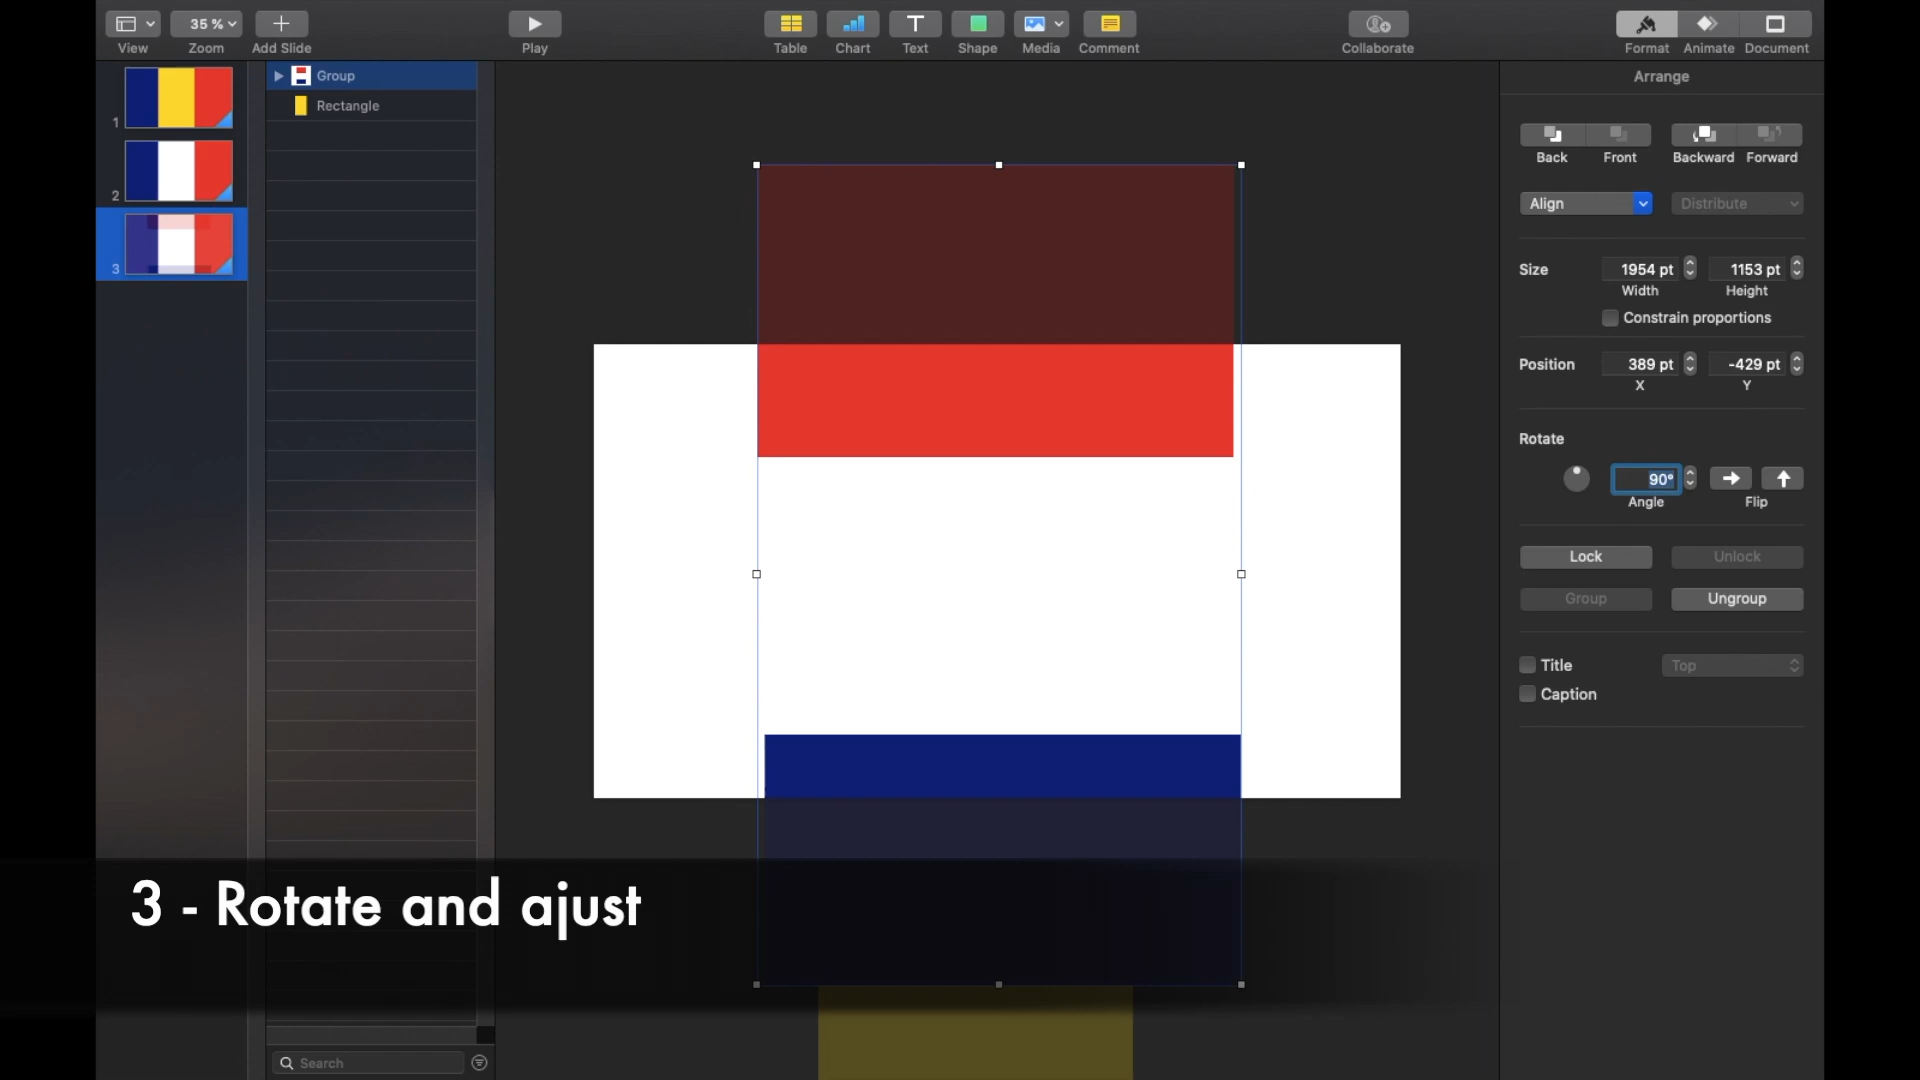 35 %
View
Zoom
Add Slide
Play
Table
Chart
Text
Shape
Media
Comment
Collaborate
Format
Animate
Document
1
2
3
Group
Rectangle
Search
Arrange
Back
Front
Backward
Forward
Align
Distribute
Size
1954 pt
1153 pt
Width
Height
Constrain proportions
Position
389 pt
-429 pt
X
Y
Rotate
90°
Angle
Flip
Lock
Unlock
Group
Ungroup
Title
Top
Caption
3 - Rotate and ajust